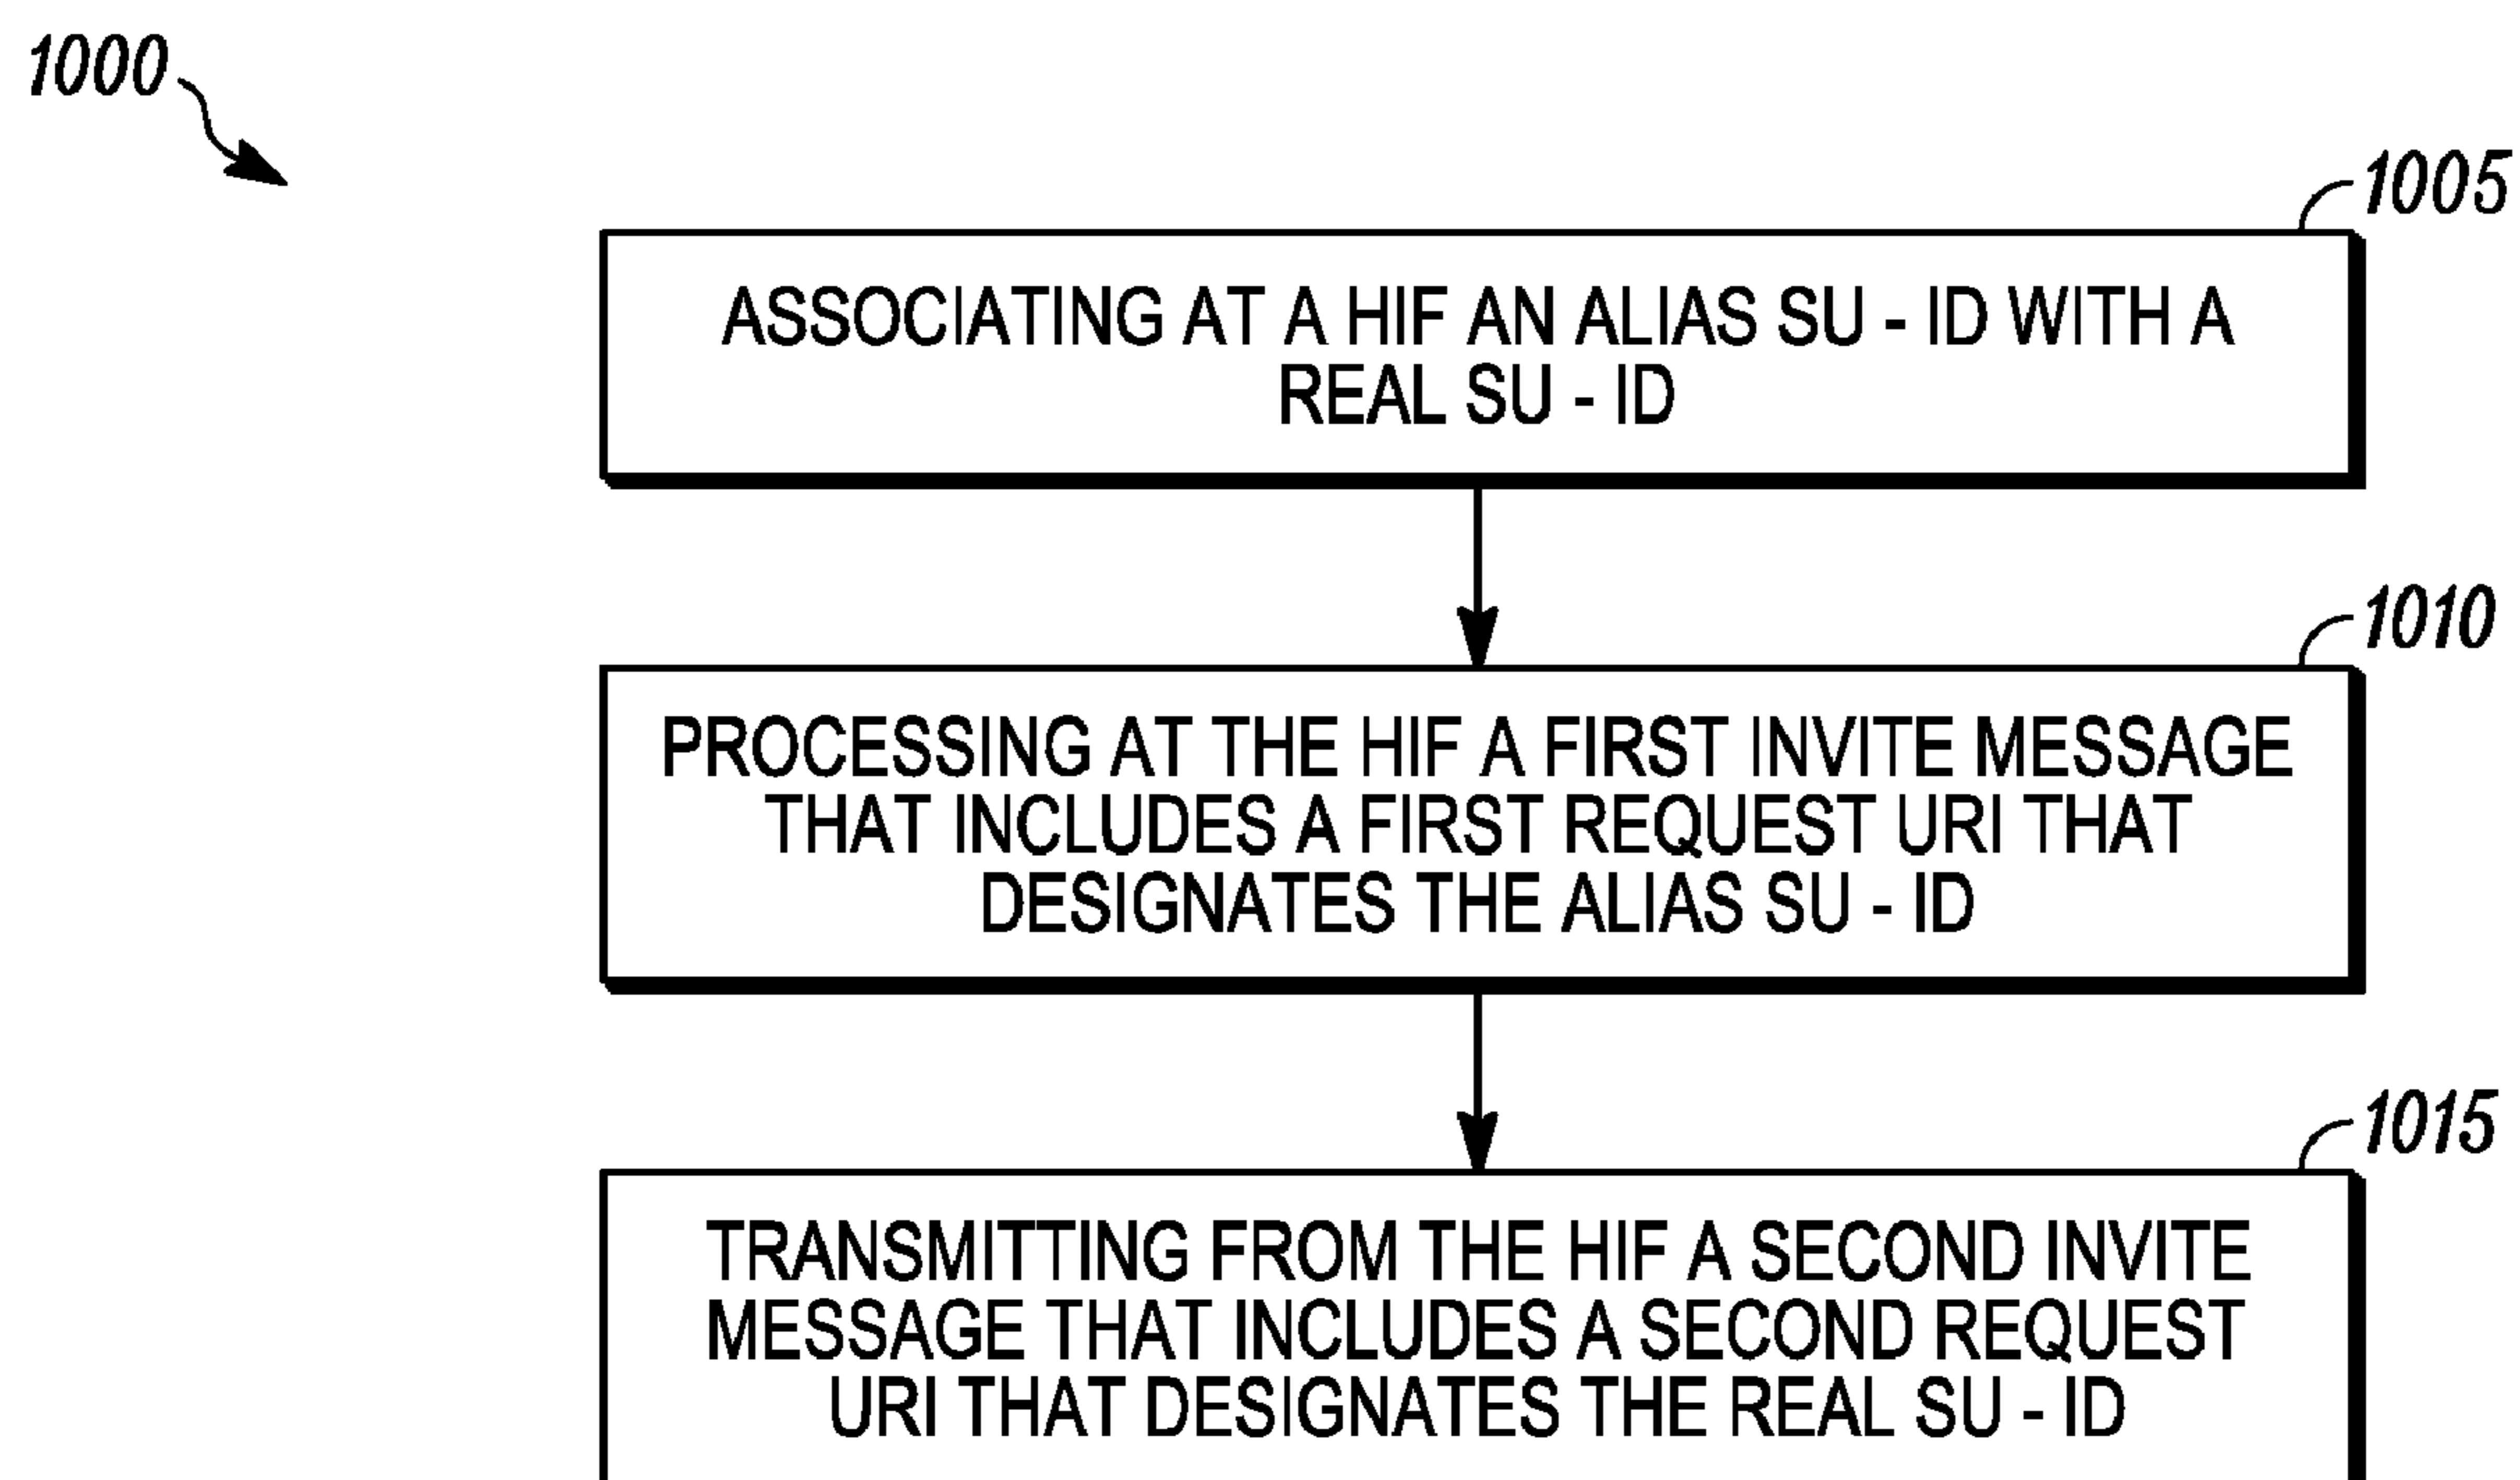 1000
1005
ASSOCIATING AT A HIF AN ALIAS SU - ID WITH A
REAL SU - ID
1010
PROCESSING AT THE HIF A FIRST INVITE MESSAGE
THAT INCLUDES A FIRST REQUEST URI THAT
DESIGNATES THE ALIAS SU - ID
1015
TRANSMITTING FROM THE HIF A SECOND INVITE
MESSAGE THAT INCLUDES A SECOND REQUEST
URI THAT DESIGNATES THE REAL SU - ID